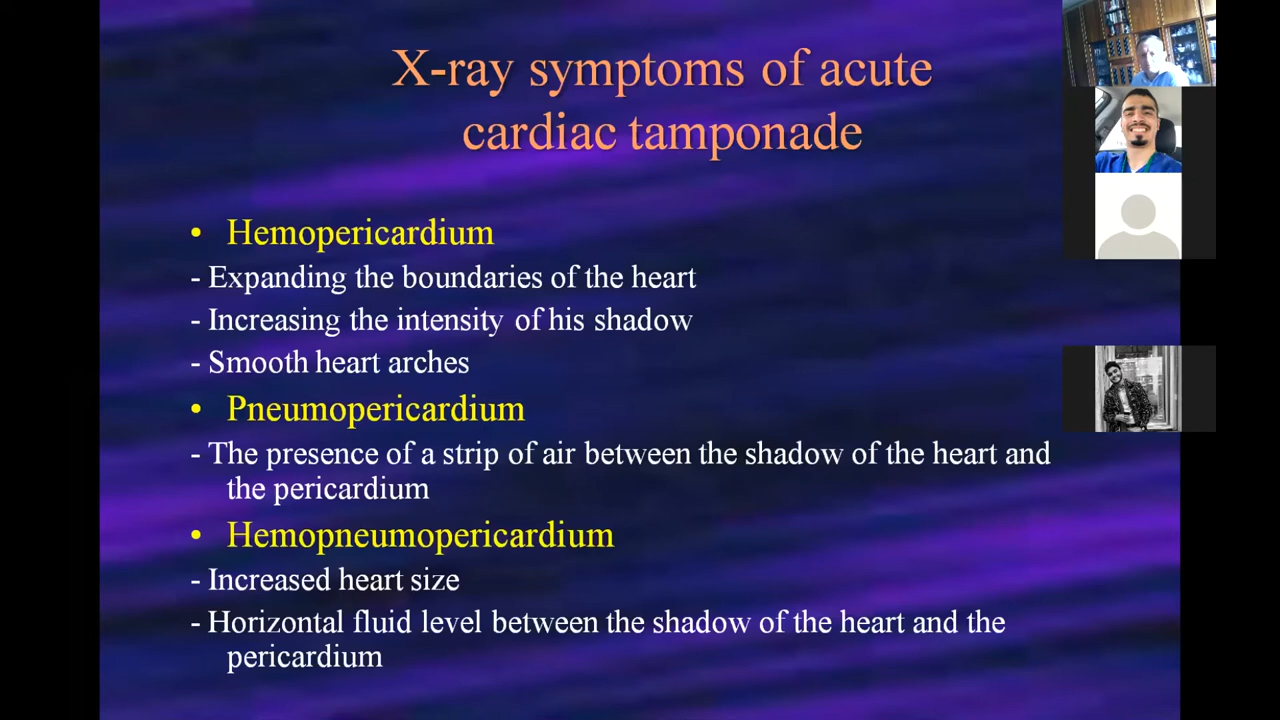 X-ray symptoms of acute
cardiac tamponade
• Hemopericardium
- Expanding the boundaries of the heart
- Increasing the intensity of his shadow
- Smooth heart arches
• Pneumopericardium
- The presence of a strip of air between the shadow of the heart and
the pericardium
• Hemopneumopericardium
- Increased heart size
- Horizontal fluid level between the shadow of the heart and the
pericardium